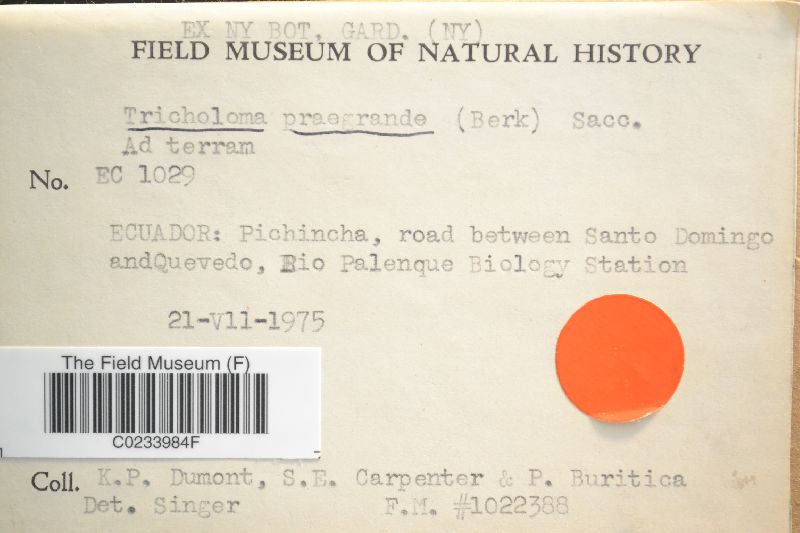 EX NY BOT. GARD. (NY)
FIELD MUSEUM OF NATURAL HISTORY
Tricholoma praegrande (Berk) Sacc.
Ad terram
No. EC 1029
ECUADOR: Pichincha, road between Santo Domingo
andQuevedo, Rio Palenque Biology Station
21-V11-1975
The Field Museum (F)
C0233984F
Coll. K.P. Dumont, S.E. Carpenter & P. Buritica
Det. Singer F.M. #1022388